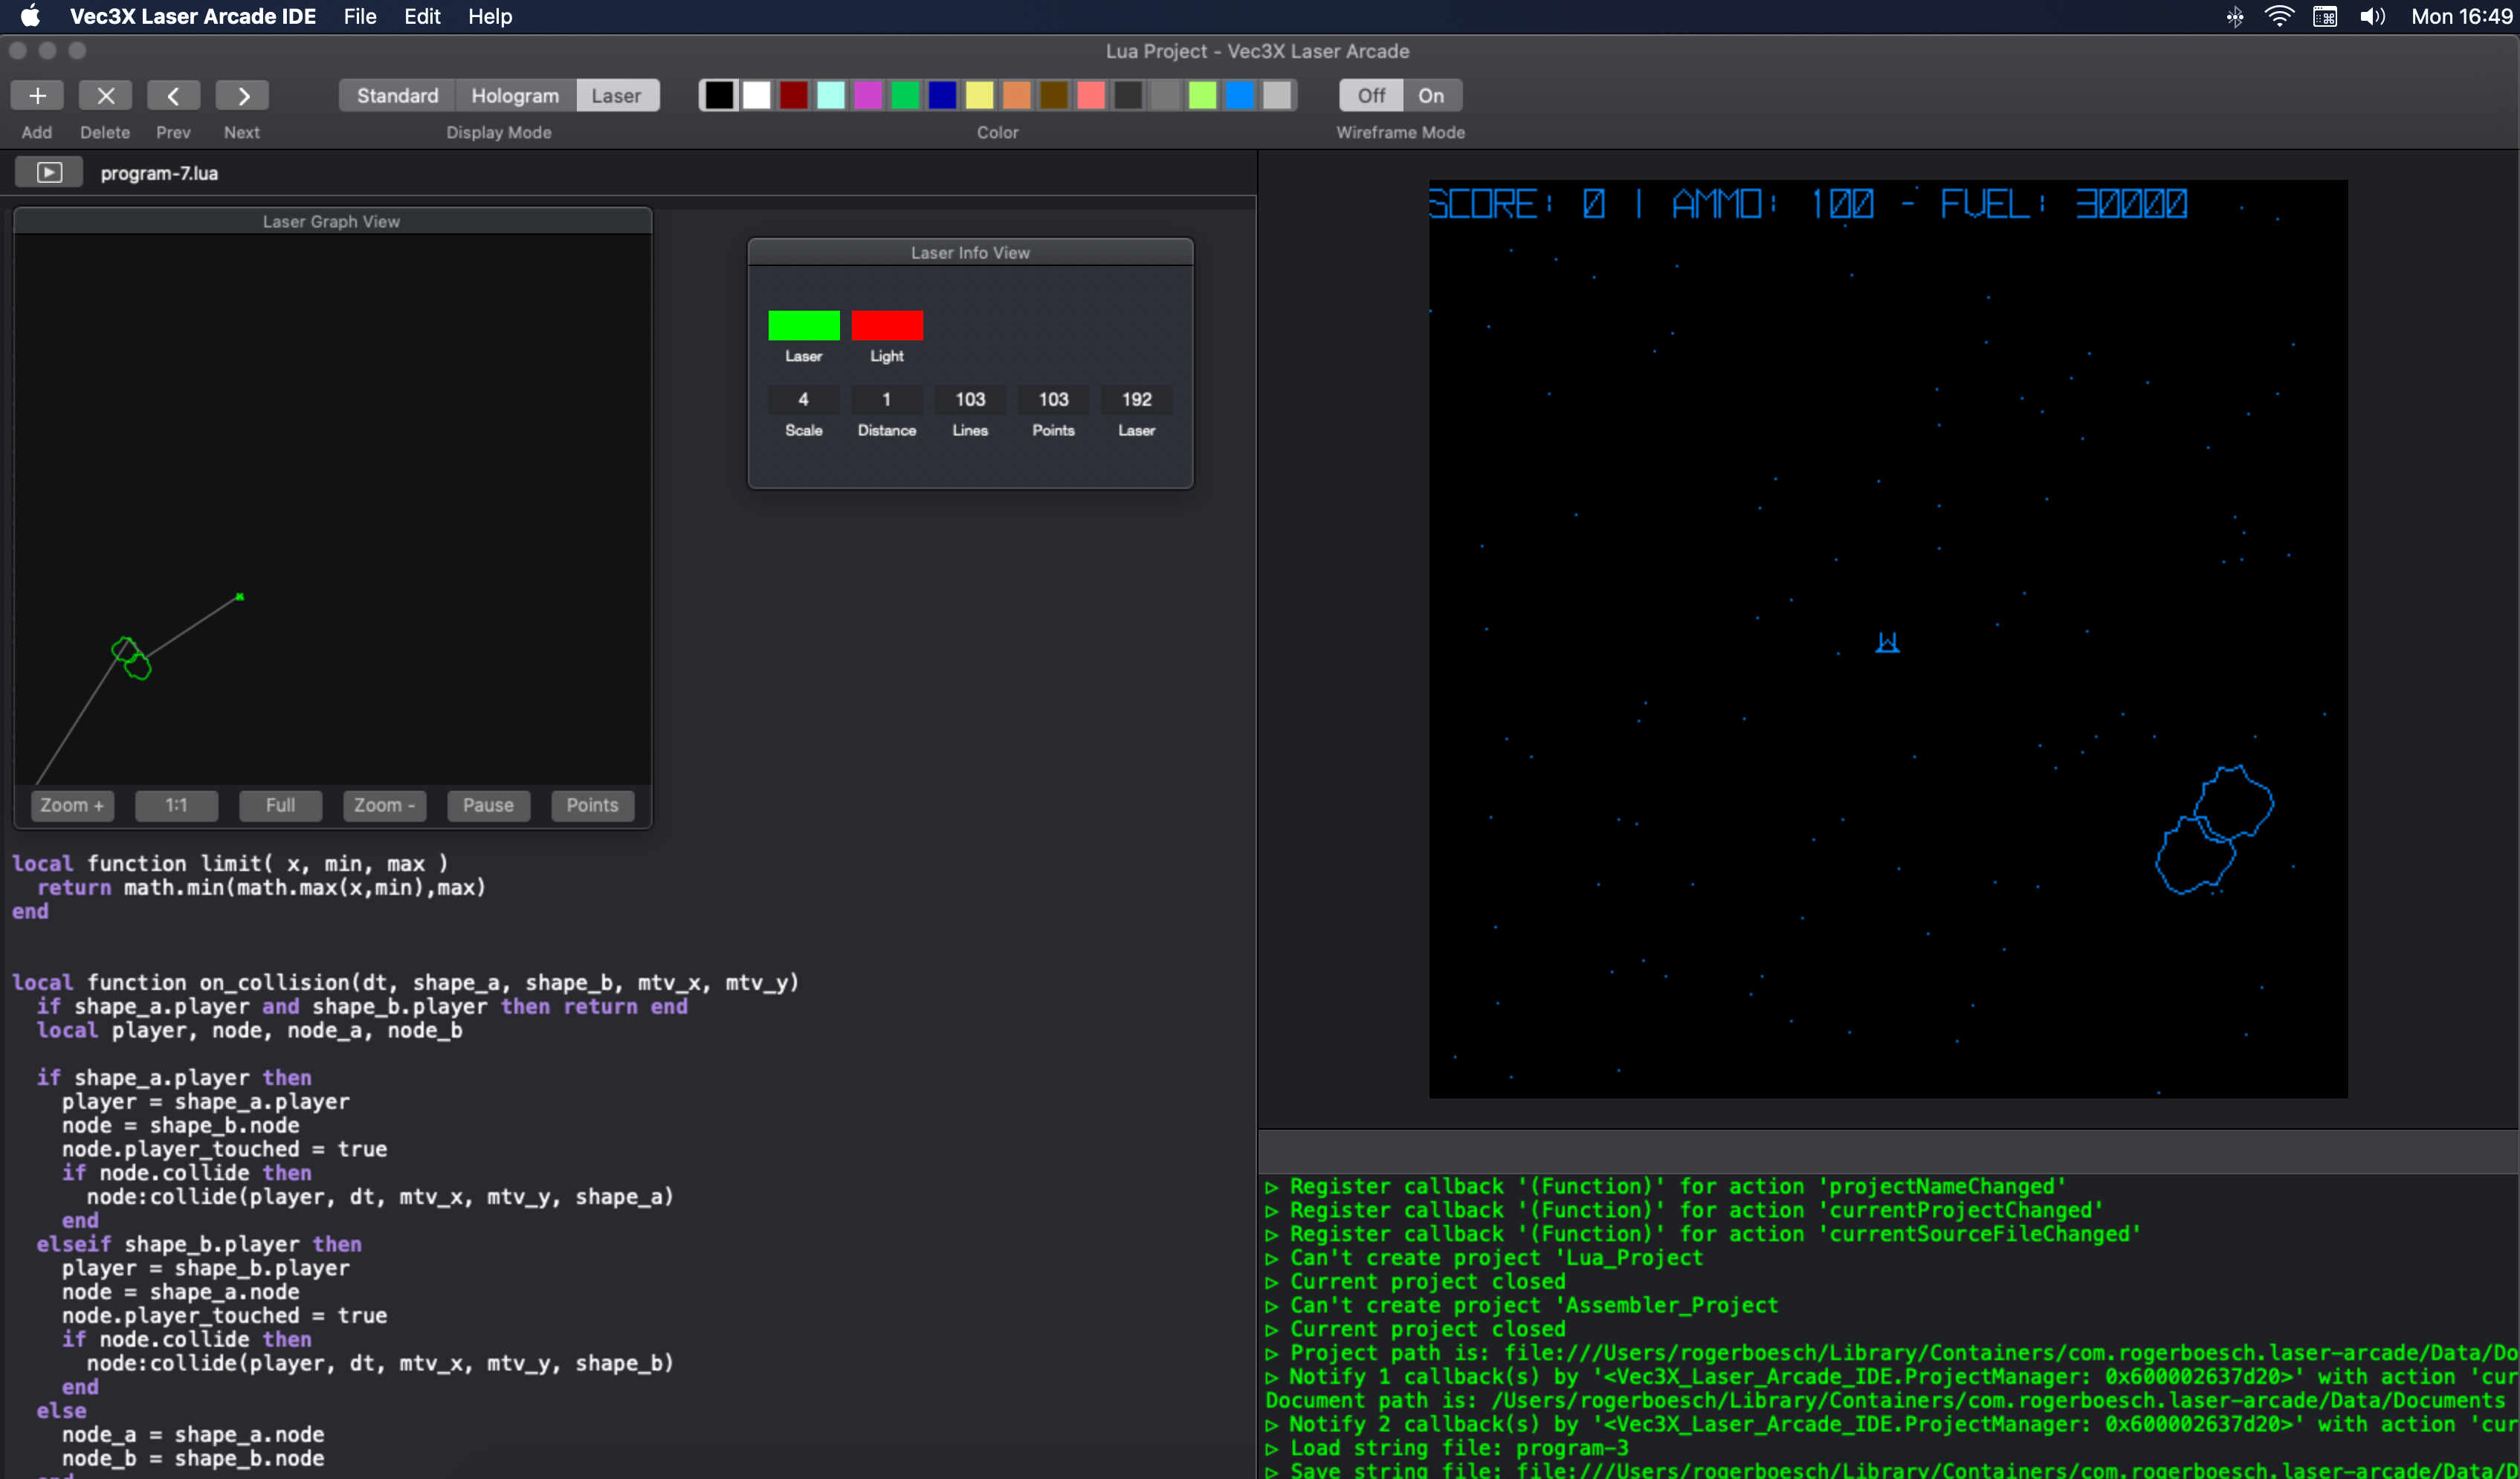 Vec3X Laser Arcade IDE File Edit Help Mon 16:49
Lua Project - Vec3X Laser Arcade
Standard Hologram Laser Off On
Add Delete Prev Next Display Mode Color Wireframe Mode
program-7.lua
Laser Graph View
Zoom + 1:1 Full Zoom - Pause Points
Laser Info View
Laser Light
4 1 103 103 192
Scale Distance Lines Points Laser
local function limit( x, min, max )
return math.min(math.max(x,min),max)
end
local function on_collision(dt, shape_a, shape_b, mtv_x, mtv_y)
if shape_a.player and shape_b.player then return end
local player, node, node_a, node_b
if shape_a.player then
player = shape_a.player
node = shape_b.node
node.player_touched = true
if node.collide then
node:collide(player, dt, mtv_x, mtv_y, shape_a)
end
elseif shape_b.player then
player = shape_b.player
node = shape_a.node
node.player_touched = true
if node.collide then
node:collide(player, dt, mtv_x, mtv_y, shape_b)
end
else
node_a = shape_a.node
node_b = shape_b.node
SCORE: 0 | AMMO: 100 - FUEL: 30000
▷ Register callback '(Function)' for action 'projectNameChanged'
▷ Register callback '(Function)' for action 'currentProjectChanged'
▷ Register callback '(Function)' for action 'currentSourceFileChanged'
▷ Can't create project 'Lua_Project
▷ Current project closed
▷ Can't create project 'Assembler_Project
▷ Current project closed
▷ Project path is: file:///Users/rogerboesch/Library/Containers/com.rogerboesch.laser-arcade/Data/Do
▷ Notify 1 callback(s) by '<Vec3X_Laser_Arcade_IDE.ProjectManager: 0x600002637d20>' with action 'cur
Document path is: /Users/rogerboesch/Library/Containers/com.rogerboesch.laser-arcade/Data/Documents
▷ Notify 2 callback(s) by '<Vec3X_Laser_Arcade_IDE.ProjectManager: 0x600002637d20>' with action 'cur
▷ Load string file: program-3
▷ Save string file: file:///Users/rogerboesch/Library/Containers/com.rogerboesch.laser-arcade/Data/D